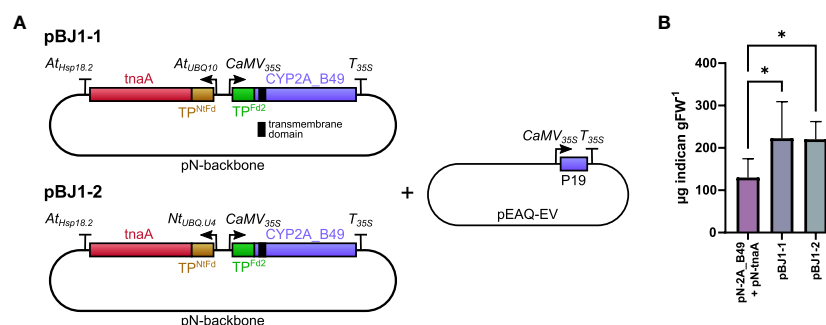 A
pBJ1-1
AtHsp18.2 AtUBQ10 CaMV35S T35S
tnaA CYP2A_B49
TPNtFd TPFd2
transmembrane
domain
pN-backbone
pBJ1-2
AtHsp18.2 NtUBQ.U4 CaMV35S T35S
tnaA CYP2A_B49
TPNtFd TPFd2
pN-backbone
+
CaMV35S T35S
P19
pEAQ-EV
B
µg indican gFW-1
400
300
200
100
0
*
*
pN-2A_B49
+ pN-tnaA
pBJ1-1
pBJ1-2